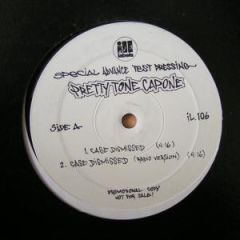 SPECIAL ADVANCE TEST PRESSING
PRETTY TONE CAPONE
SIDE A
iL 106
1. CASE DISMISSED (4:16)
2. CASE DISMISSED (RADIO VERSION) (4:16)
PROMOTIONAL COPY
NOT FOR SALE!